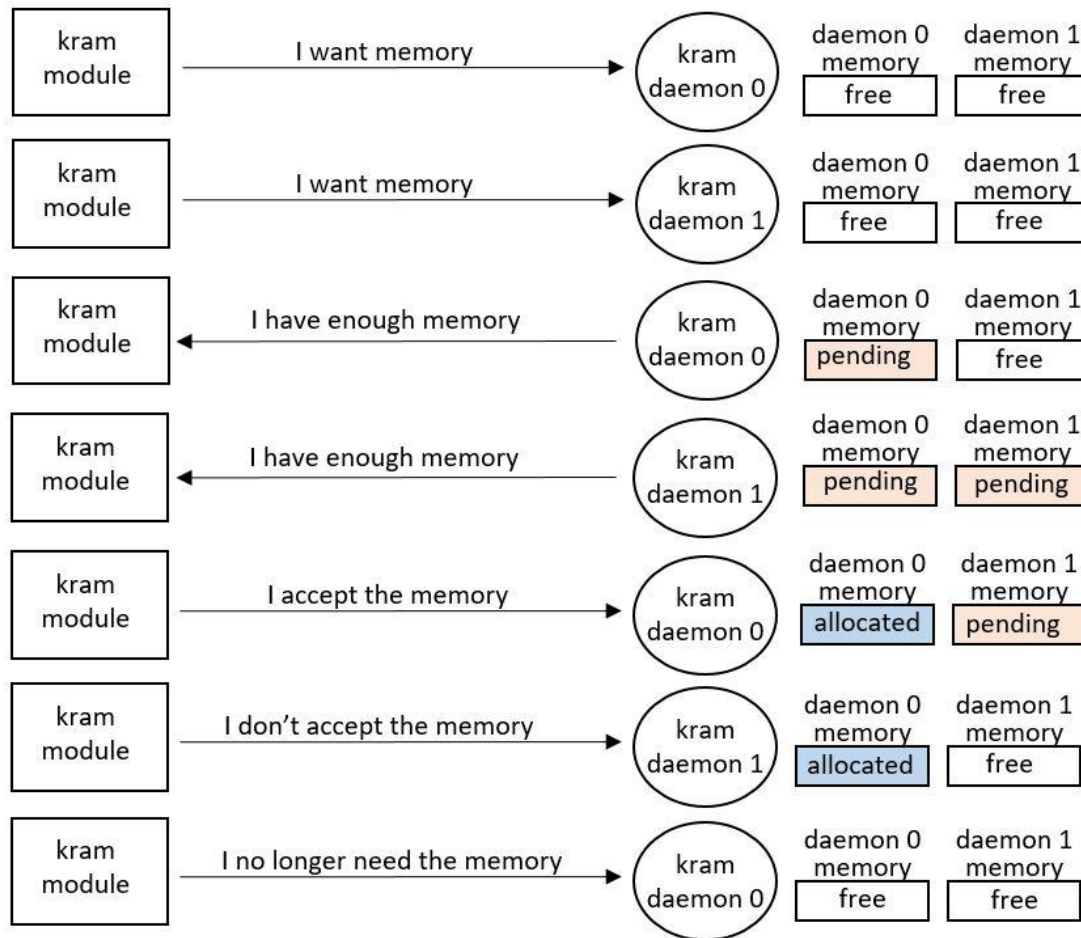 kram
module
I want memory
kram
daemon 0
daemon 0
memory
free
daemon 1
memory
free
kram
module
I want memory
kram
daemon 1
daemon 0
memory
free
daemon 1
memory
free
kram
module
I have enough memory
kram
daemon 0
daemon 0
memory
pending
daemon 1
memory
free
kram
module
I have enough memory
kram
daemon 1
daemon 0
memory
pending
daemon 1
memory
pending
kram
module
I accept the memory
kram
daemon 0
daemon 0
memory
allocated
daemon 1
memory
pending
kram
module
I don’t accept the memory
kram
daemon 1
daemon 0
memory
allocated
daemon 1
memory
free
kram
module
I no longer need the memory
kram
daemon 0
daemon 0
memory
free
daemon 1
memory
free